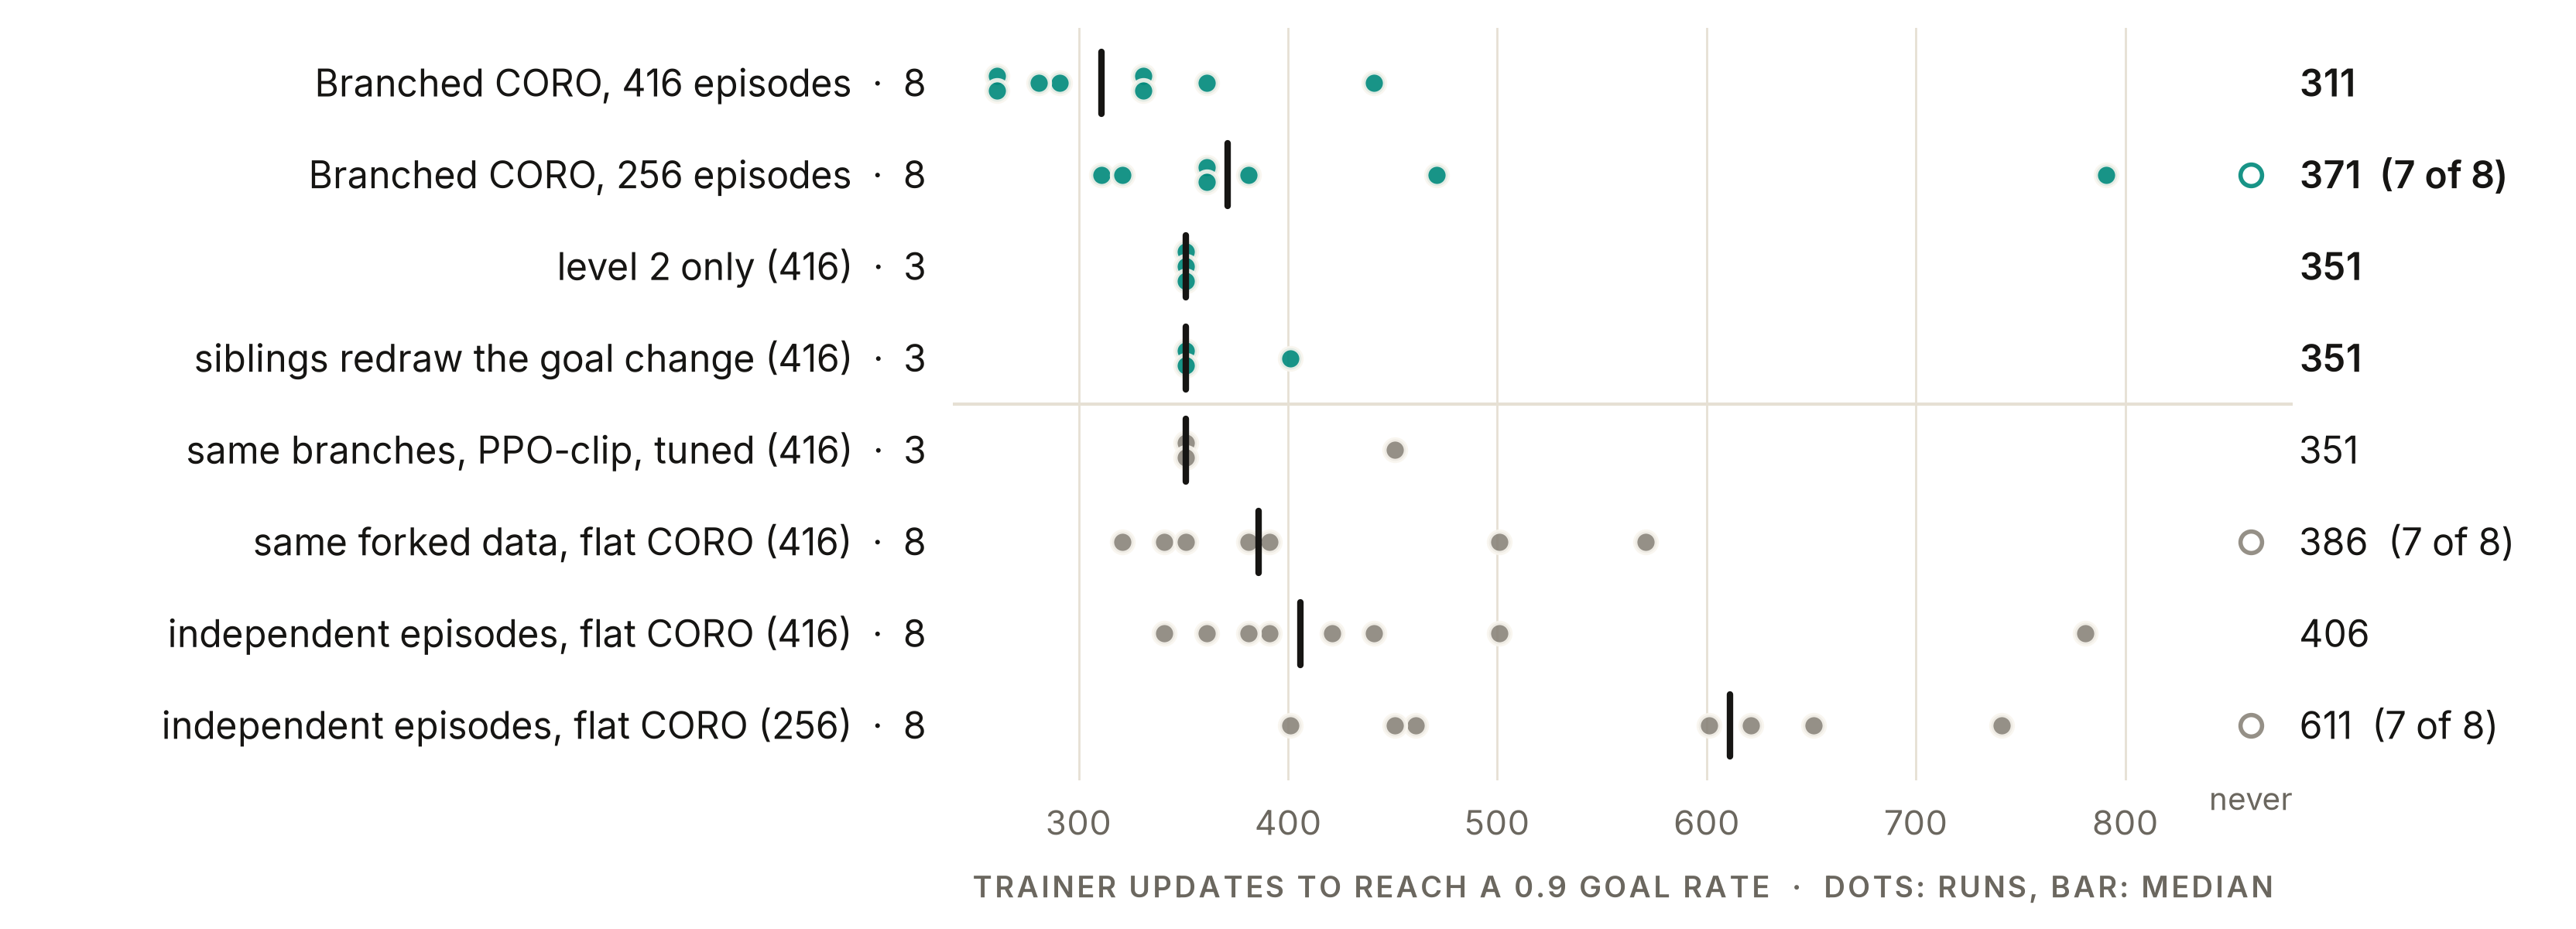 Branched CORO, 416 episodes · 8 311
Branched CORO, 256 episodes · 8 371 (7 of 8)
level 2 only (416) · 3 351
siblings redraw the goal change (416) · 3 351
same branches, PPO-clip, tuned (416) · 3 351
same forked data, flat CORO (416) · 8 386 (7 of 8)
independent episodes, flat CORO (416) · 8 406
independent episodes, flat CORO (256) · 8 611 (7 of 8)
never
300 400 500 600 700 800
TRAINER UPDATES TO REACH A 0.9 GOAL RATE · DOTS: RUNS, BAR: MEDIAN